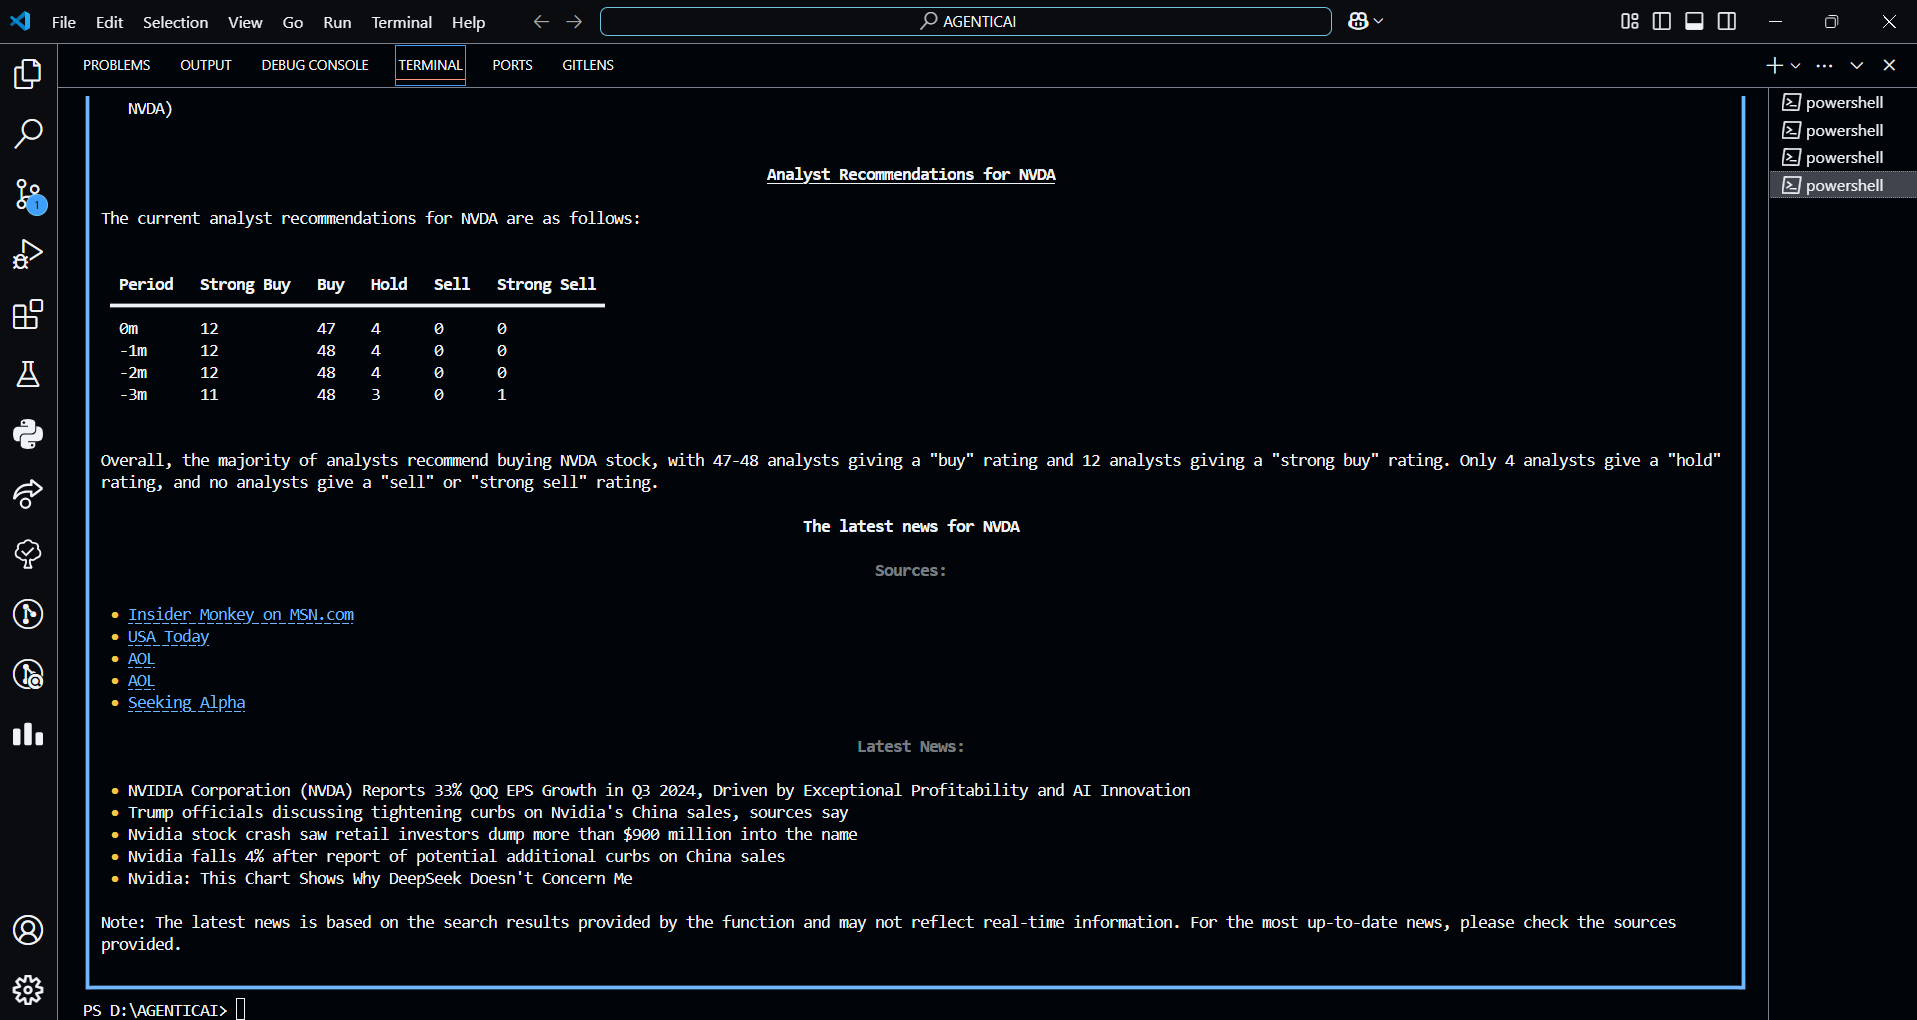 File Edit Selection View Go Run Terminal Help AGENTICAI
PROBLEMS OUTPUT DEBUG CONSOLE TERMINAL PORTS GITLENS
powershell
powershell
powershell
powershell
1
NVDA)
Analyst Recommendations for NVDA
The current analyst recommendations for NVDA are as follows:
Period Strong Buy Buy Hold Sell Strong Sell
0m 12 47 4 0 0
-1m 12 48 4 0 0
-2m 12 48 4 0 0
-3m 11 48 3 0 1
Overall, the majority of analysts recommend buying NVDA stock, with 47-48 analysts giving a "buy" rating and 12 analysts giving a "strong buy" rating. Only 4 analysts give a "hold"
rating, and no analysts give a "sell" or "strong sell" rating.
The latest news for NVDA
Sources:
• Insider Monkey on MSN.com
• USA Today
• AOL
• AOL
• Seeking Alpha
Latest News:
• NVIDIA Corporation (NVDA) Reports 33% QoQ EPS Growth in Q3 2024, Driven by Exceptional Profitability and AI Innovation
• Trump officials discussing tightening curbs on Nvidia's China sales, sources say
• Nvidia stock crash saw retail investors dump more than $900 million into the name
• Nvidia falls 4% after report of potential additional curbs on China sales
• Nvidia: This Chart Shows Why DeepSeek Doesn't Concern Me
Note: The latest news is based on the search results provided by the function and may not reflect real-time information. For the most up-to-date news, please check the sources
provided.
PS D:\AGENTICAI>